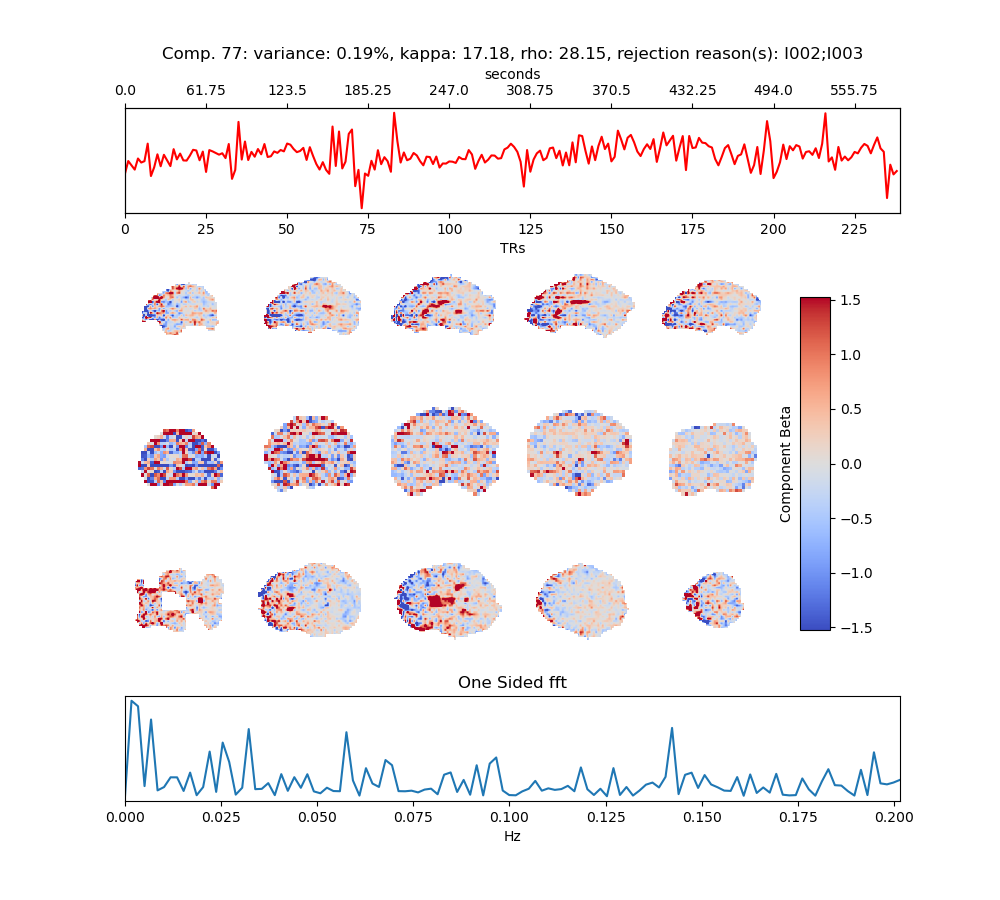 Comp. 77: variance: 0.19%, kappa: 17.18, rho: 28.15, rejection reason(s): I002;I003
seconds
0.0 61.75 123.5 185.25 247.0 308.75 370.5 432.25 494.0 555.75
0 25 50 75 100 125 150 175 200 225
TRs
1.5
1.0
0.5
0.0
−0.5
−1.0
−1.5
Component Beta
One Sided fft
0.000 0.025 0.050 0.075 0.100 0.125 0.150 0.175 0.200
Hz